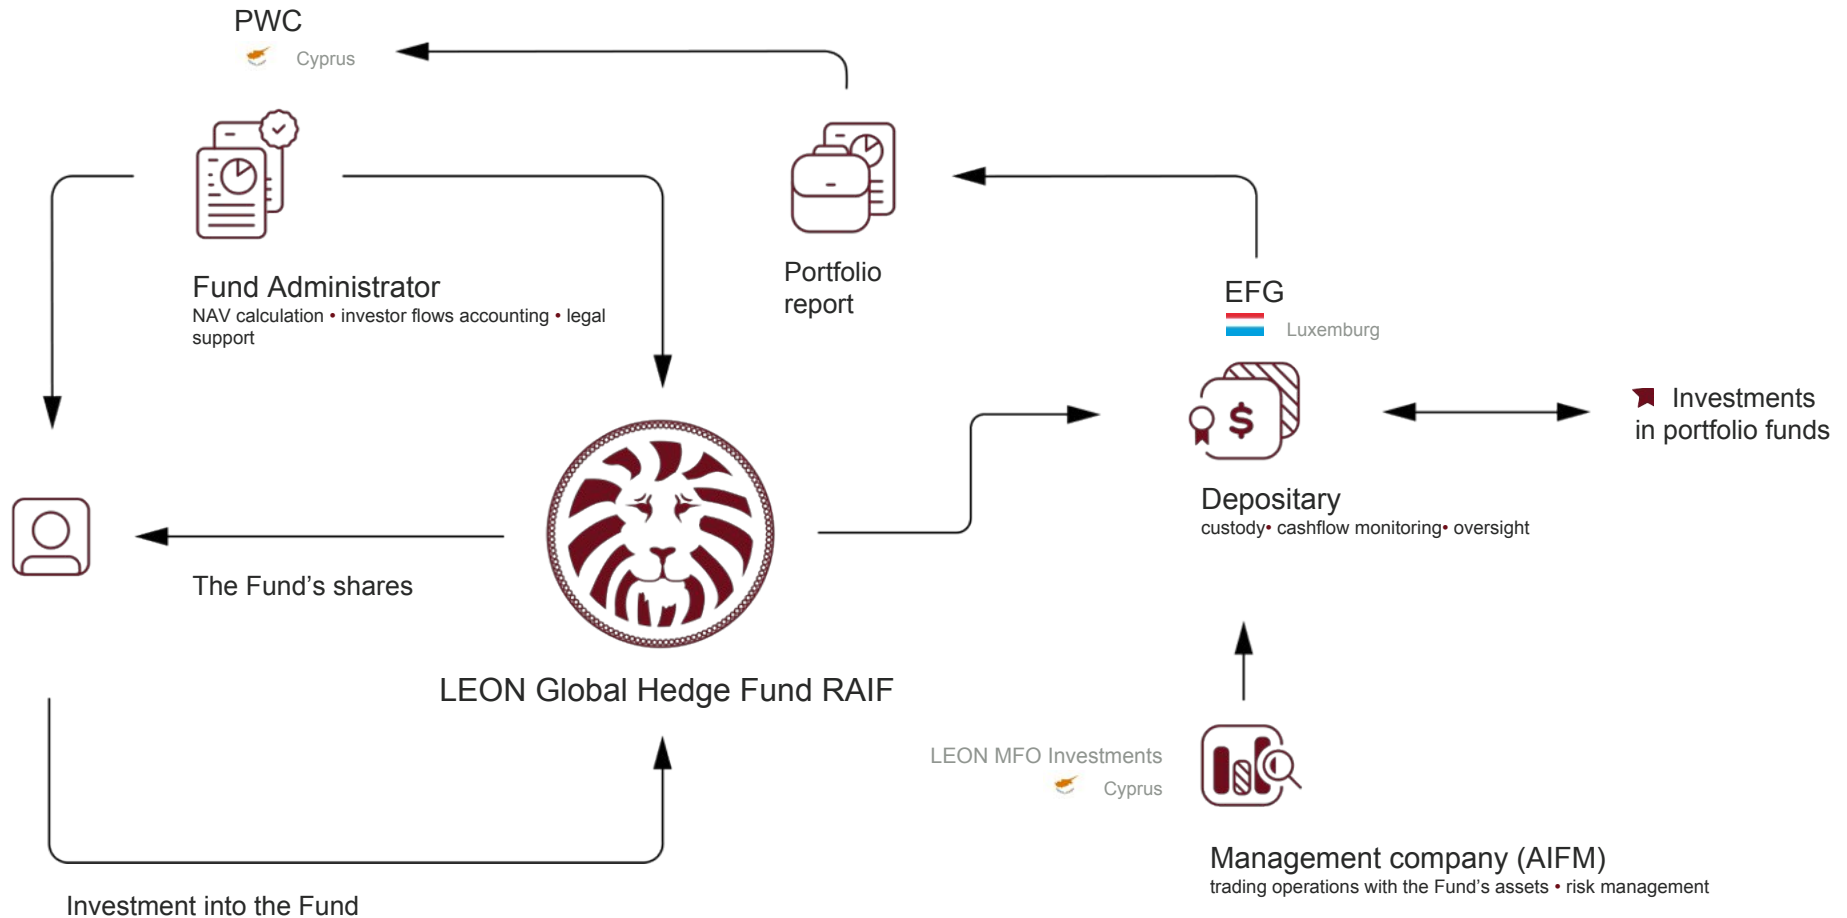 PWC
Cyprus
Fund Administrator
NAV calculation • investor flows accounting • legal
support
Portfolio
report
EFG
Luxemburg
Investments
in portfolio funds
Depositary
custody• cashflow monitoring• oversight
The Fund’s shares
LEON Global Hedge Fund RAIF
LEON MFO Investments
Cyprus
Management company (AIFM)
trading operations with the Fund’s assets • risk management
Investment into the Fund